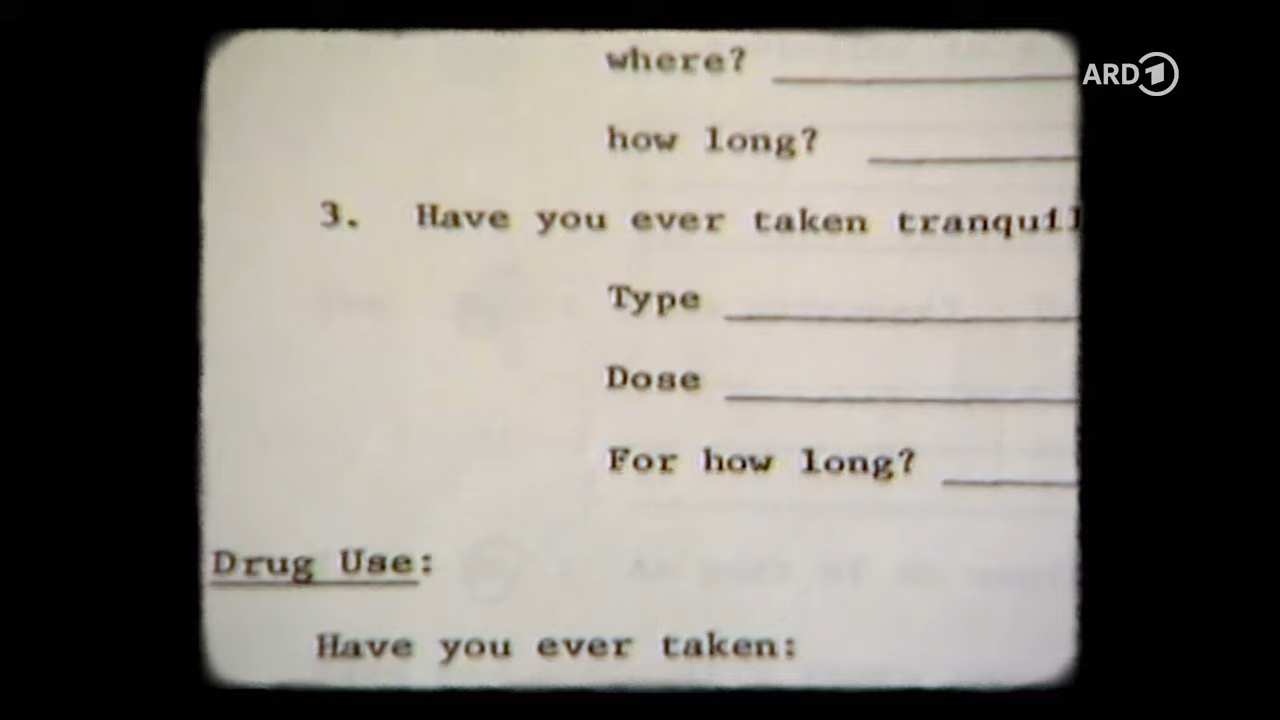 where?
ARD 1
how long?
3. Have you ever taken tranquil
Type
Dose
For how long?
Drug Use:
Have you ever taken: